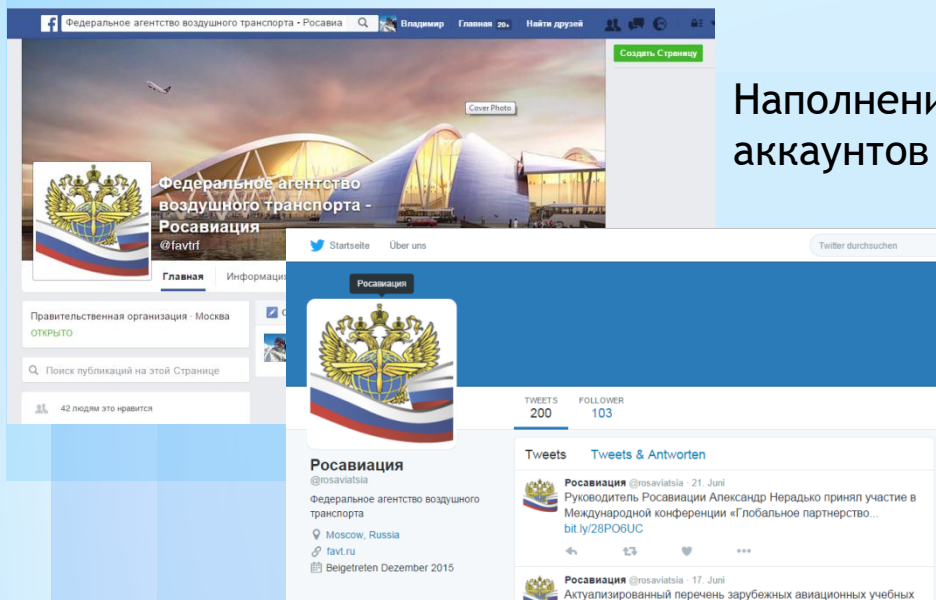 Федеральное агентство воздушного транспорта - Росавиа
Владимир Главная 20+ Найти друзей
Создать Страницу
Cover Photo
Наполнени
аккаунтов
Федеральное агентство
воздушного транспорта -
Росавиация
@favtrf
Главная Информация
Правительственная организация · Москва
ОТКРЫТО
Поиск публикаций на этой Странице
42 людям это нравится
Startseite Über uns
Twitter durchsuchen
Росавиация
TWEETS FOLLOWER
200 103
Росавиация
@rosaviatsia
Федеральное агентство воздушного
транспорта
Moscow, Russia
favt.ru
Beigetreten Dezember 2015
Tweets Tweets & Antworten
Росавиация @rosaviatsia · 21. Juni
Руководитель Росавиации Александр Нерадько принял участие в
Международной конференции «Глобальное партнерство...
bit.ly/28PO6UC
Росавиация @rosaviatsia · 17. Juni
Актуализированный перечень зарубежных авиационных учебных